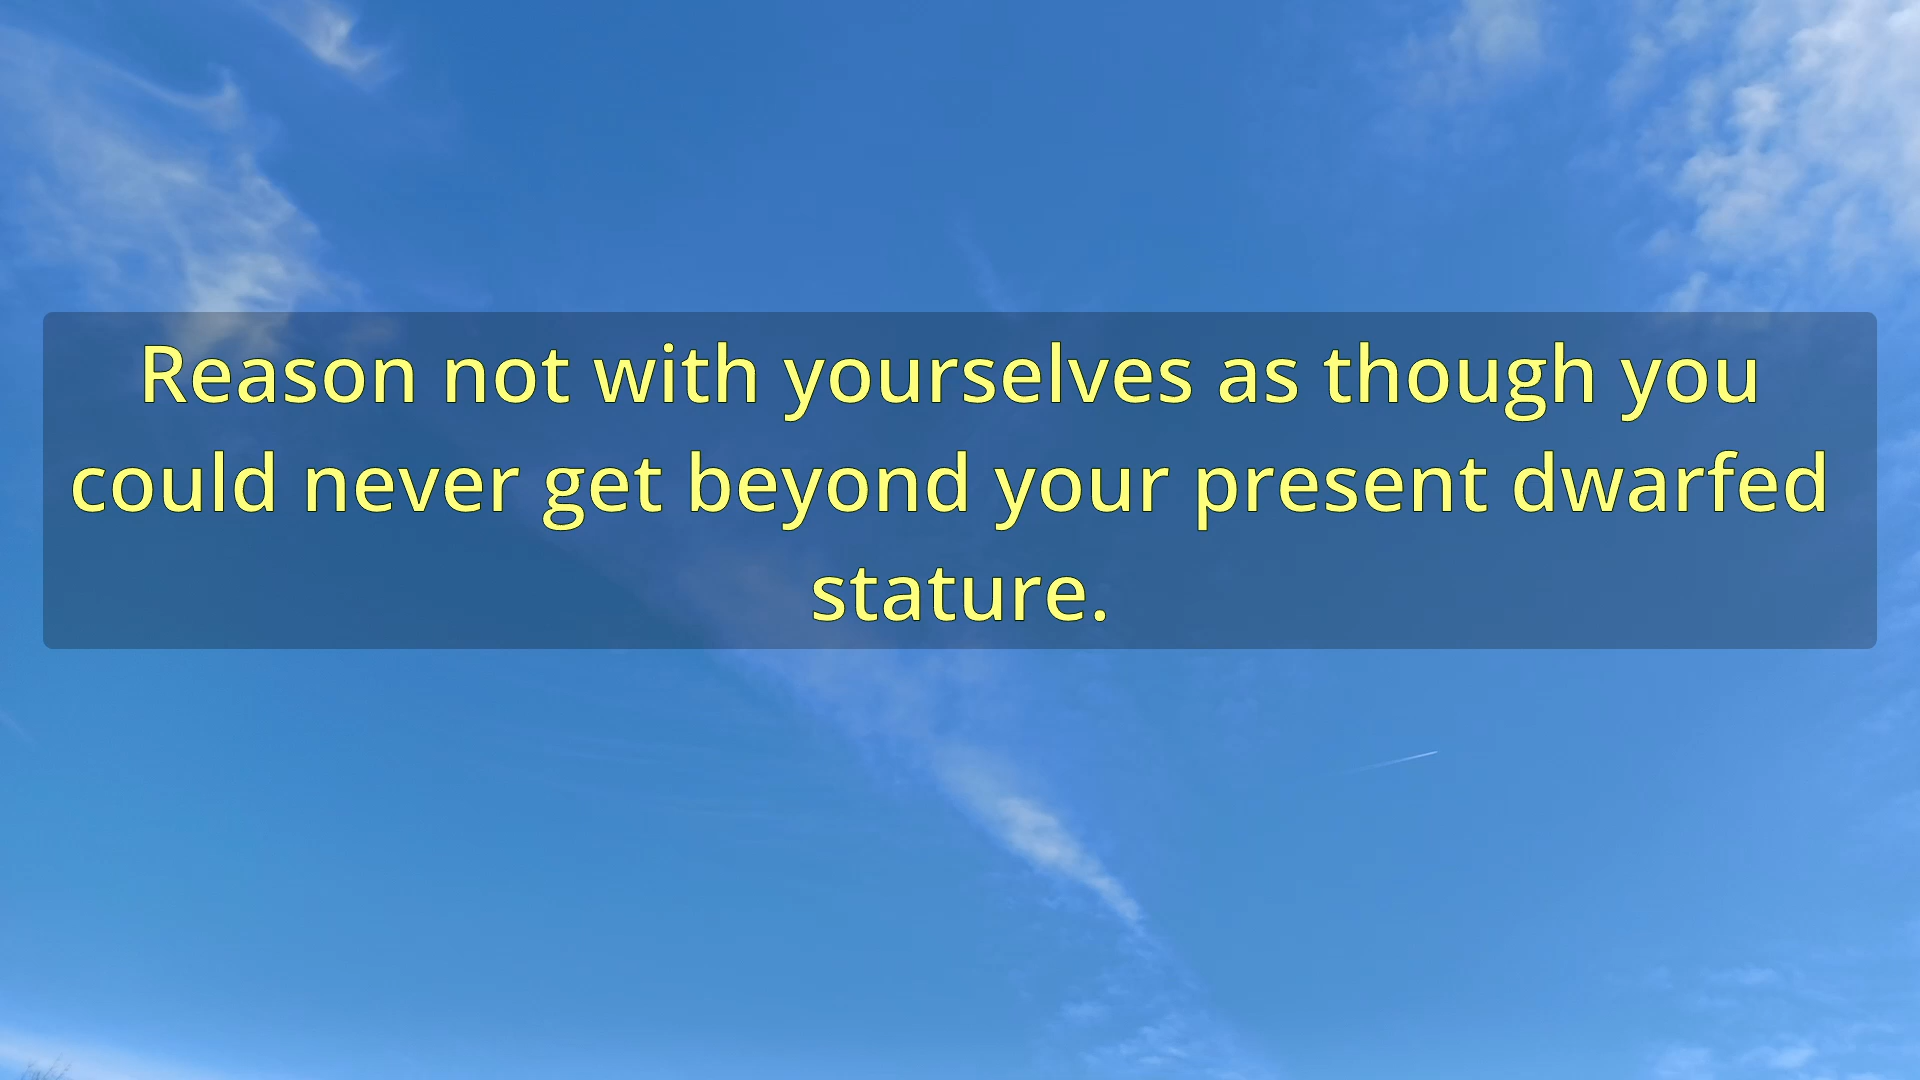 Reason not with yourselves as though you
could never get beyond your present dwarfed
stature.